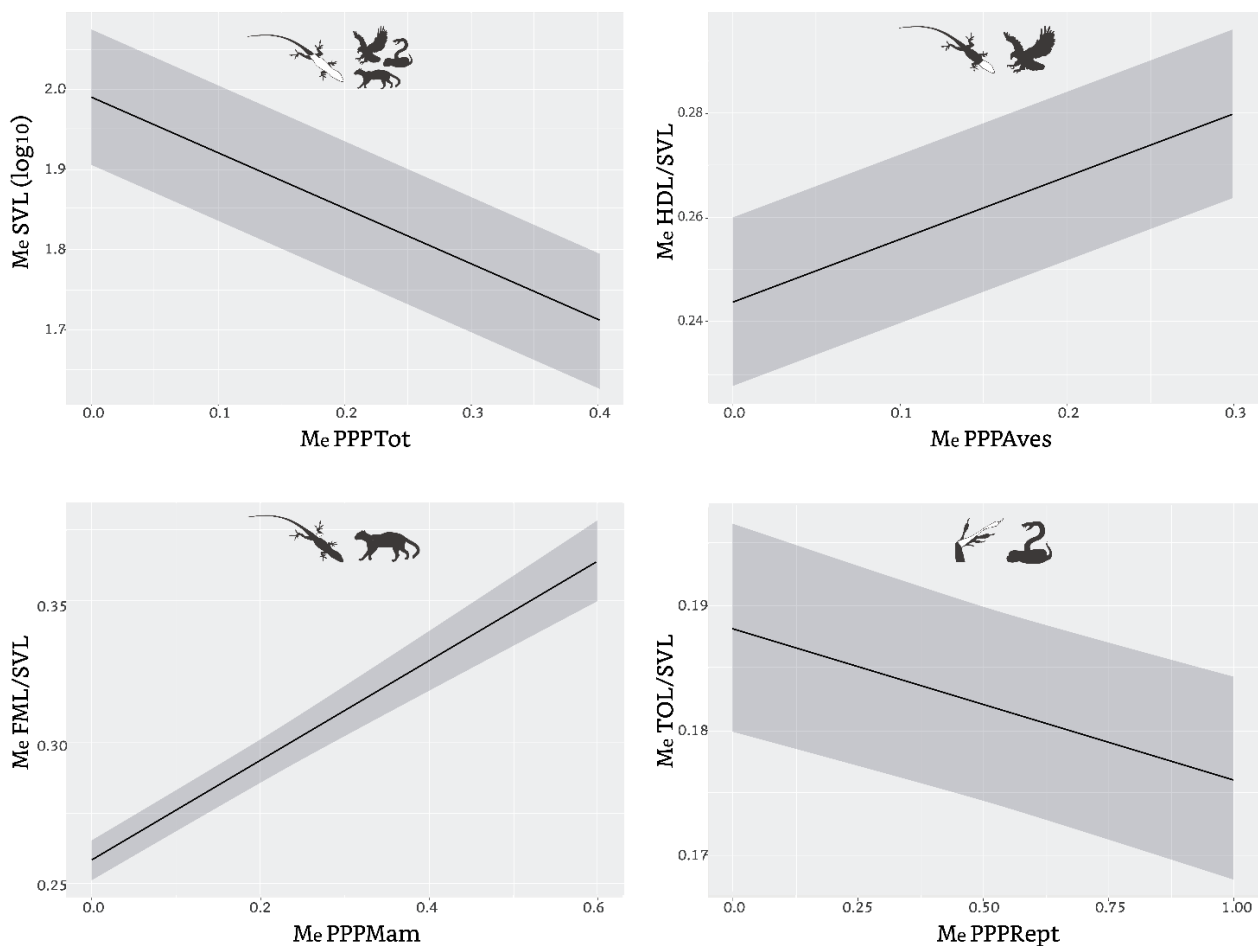 Me SVL (log10)
2.0
1.9
1.8
1.7
0.0 0.1 0.2 0.3 0.4
Me PPPTot
Me HDL/SVL
0.28
0.26
0.24
0.0 0.1 0.2 0.3
Me PPPAves
Me FML/SVL
0.35
0.30
0.25
0.0 0.2 0.4 0.6
Me PPPMam
Me TOL/SVL
0.19
0.18
0.17
0.0 0.25 0.50 0.75 1.00
Me PPPRept